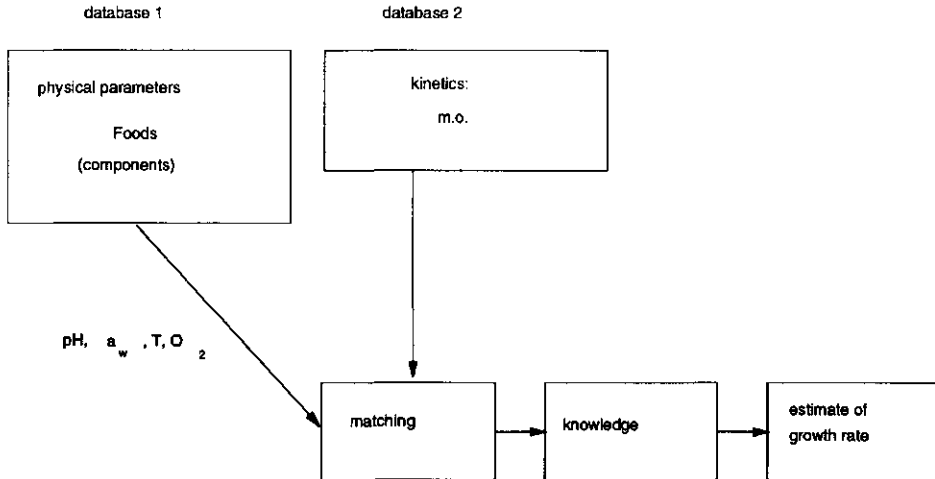 database 1
database 2
physical parameters
Foods
(components)
kinetics:
m.o.
pH, a w , T, O 2
matching
knowledge
estimate of
growth rate